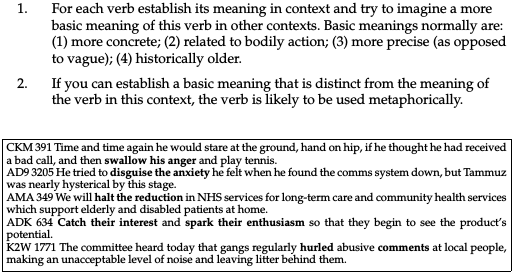 1. For each verb establish its meaning in context and try to imagine a more
basic meaning of this verb in other contexts. Basic meanings normally are:
(1) more concrete; (2) related to bodily action; (3) more precise (as opposed
to vague); (4) historically older.
2. If you can establish a basic meaning that is distinct from the meaning of
the verb in this context, the verb is likely to be used metaphorically.
CKM 391 Time and time again he would stare at the ground, hand on hip, if he thought he had received
a bad call, and then swallow his anger and play tennis.
AD9 3205 He tried to disguise the anxiety he felt when he found the comms system down, but Tammuz
was nearly hysterical by this stage.
AMA 349 We will halt the reduction in NHS services for long-term care and community health services
which support elderly and disabled patients at home.
ADK 634 Catch their interest and spark their enthusiasm so that they begin to see the product's
potential.
K2W 1771 The committee heard today that gangs regularly hurled abusive comments at local people,
making an unacceptable level of noise and leaving litter behind them.